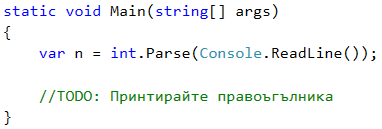 static void Main(string[] args)
{
    var n = int.Parse(Console.ReadLine());
    //TODO: Принтирайте правоъгълника
}